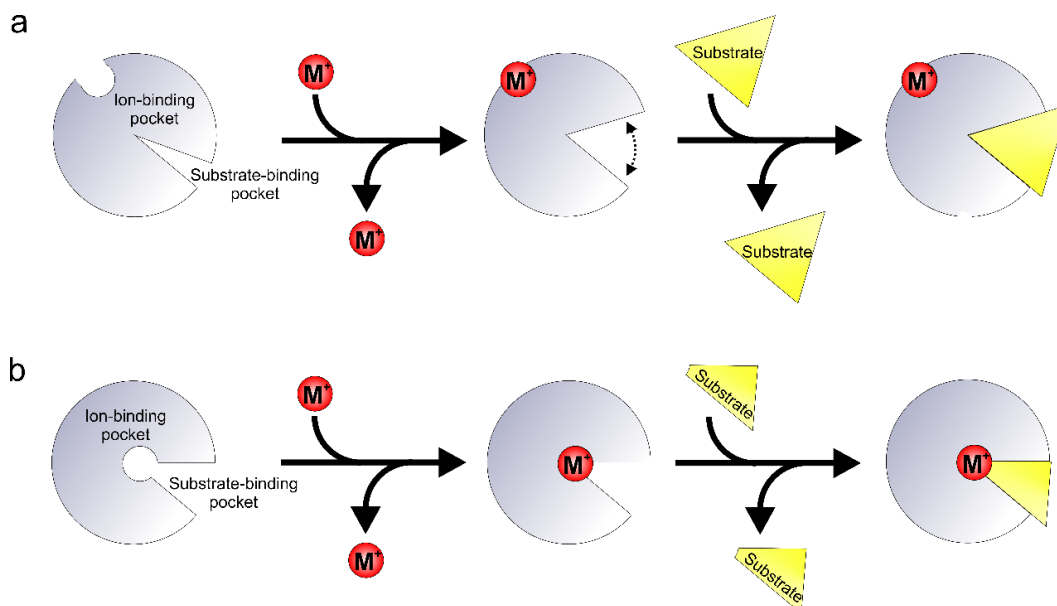 a
M+
M+
Substrate
M+
Ion-binding
pocket
Substrate-binding
pocket
M+
Substrate
b
M+
Substrate
Ion-binding
pocket
M+
M+
Substrate-binding
pocket
M+
Substrate